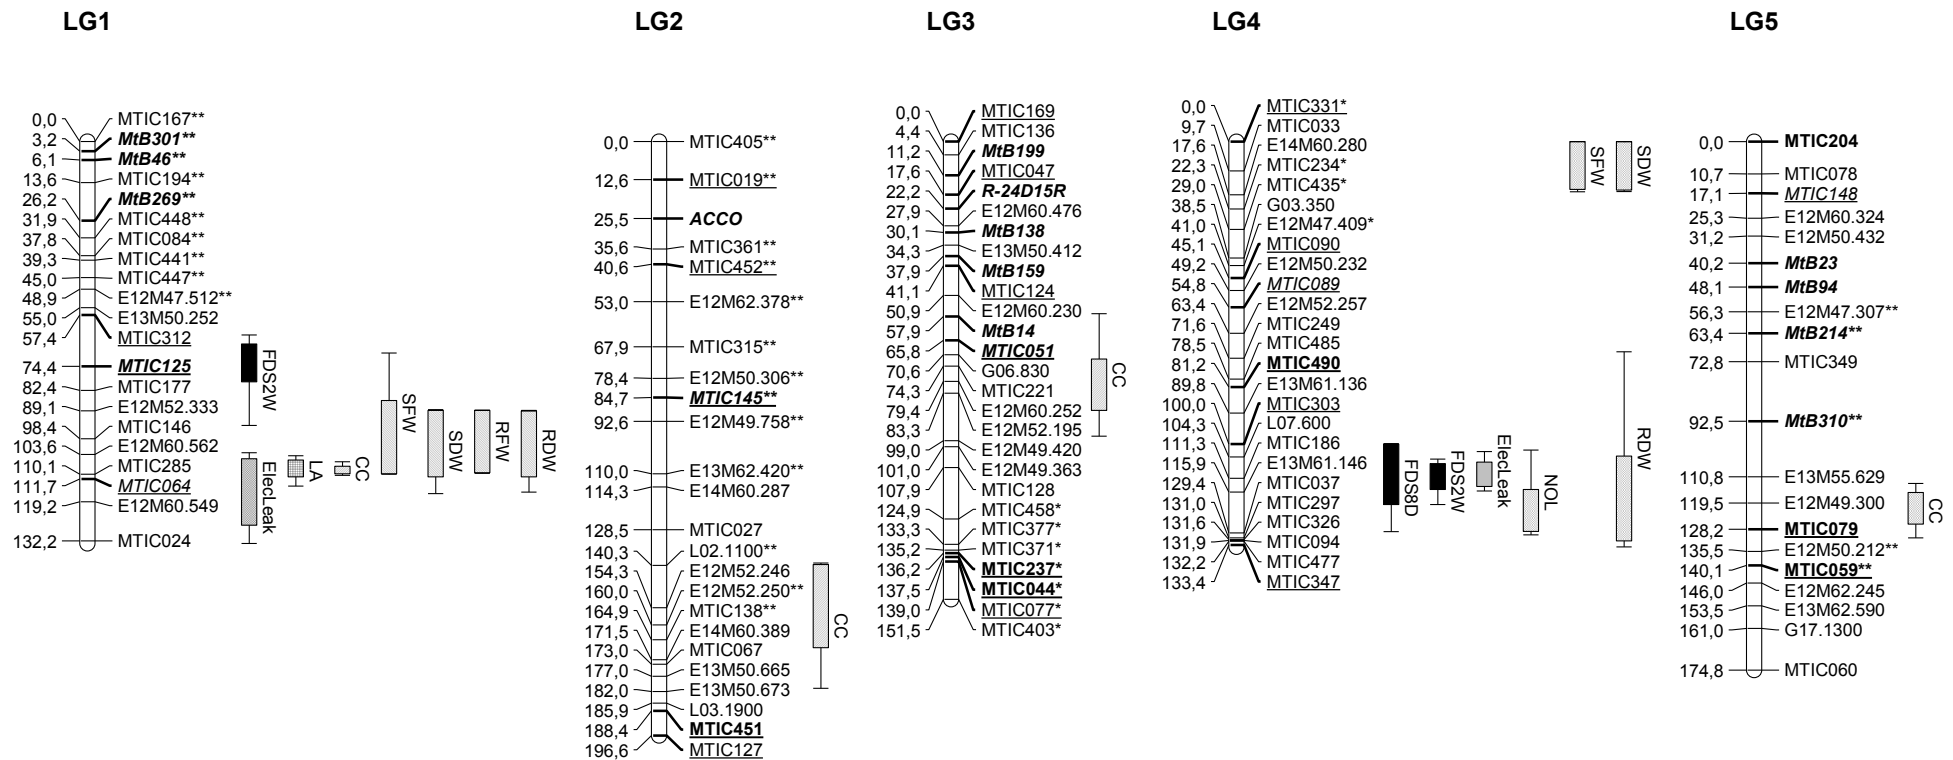 LG1
0,0 MTIC167**
3,2 MtB301**
6,1 MtB46**
13,6 MTIC194**
26,2 MtB269**
31,9 MTIC448**
37,8 MTIC084**
39,3 MTIC441**
45,0 MTIC447**
48,9 E12M47.512**
55,0 E13M50.252
57,4 MTIC312
74,4 MTIC125
82,4 MTIC177
89,1 E12M52.333
98,4 MTIC146
103,6 E12M60.562
110,1 MTIC285
111,7 MTIC064
119,2 E12M60.549
132,2 MTIC024
FDS2W
ElecLeak
LA
CC
SFW
SDW
RFW
RDW
LG2
0,0 MTIC405**
12,6 MTIC019**
25,5 ACCO
35,6 MTIC361**
40,6 MTIC452**
53,0 E12M62.378**
67,9 MTIC315**
78,4 E12M50.306**
84,7 MTIC145**
92,6 E12M49.758**
110,0 E13M62.420**
114,3 E14M60.287
128,5 MTIC027
140,3 L02.1100**
154,3 E12M52.246
160,0 E12M52.250**
164,9 MTIC138**
171,5 E14M60.389
173,0 MTIC067
177,0 E13M50.665
182,0 E13M50.673
185,9 L03.1900
188,4 MTIC451
196,6 MTIC127
CC
LG3
0,0 MTIC169
4,4 MTIC136
11,2 MtB199
17,6 MTIC047
22,2 R-24D15R
27,9 E12M60.476
30,1 MtB138
34,3 E13M50.412
37,9 MtB159
41,1 MTIC124
50,9 E12M60.230
57,9 MtB14
65,8 MTIC051
70,6 G06.830
74,3 MTIC221
79,4 E12M60.252
83,3 E12M52.195
99,0 E12M49.420
101,0 E12M49.363
107,9 MTIC128
124,9 MTIC458*
133,3 MTIC377*
135,2 MTIC371*
136,2 MTIC237*
137,5 MTIC044*
139,0 MTIC077*
151,5 MTIC403*
CC
LG4
0,0 MTIC331*
9,7 MTIC033
17,6 E14M60.280
22,3 MTIC234*
29,0 MTIC435*
38,5 G03.350
41,0 E12M47.409*
45,1 MTIC090
49,2 E12M50.232
54,8 MTIC089
63,4 E12M52.257
71,6 MTIC249
78,5 MTIC485
81,2 MTIC490
89,8 E13M61.136
100,0 MTIC303
104,3 L07.600
111,3 MTIC186
115,9 E13M61.146
129,4 MTIC037
131,0 MTIC297
131,6 MTIC326
131,9 MTIC094
132,2 MTIC477
133,4 MTIC347
FDS8D
FDS2W
ElecLeak
NOL
SFW
SDW
RDW
LG5
0,0 MTIC204
10,7 MTIC078
17,1 MTIC148
25,3 E12M60.324
31,2 E12M50.432
40,2 MtB23
48,1 MtB94
56,3 E12M47.307**
63,4 MtB214**
72,8 MTIC349
92,5 MtB310**
110,8 E13M55.629
119,5 E12M49.300
128,2 MTIC079
135,5 E12M50.212**
140,1 MTIC059**
146,0 E12M62.245
153,5 E13M62.590
161,0 G17.1300
174,8 MTIC060
CC